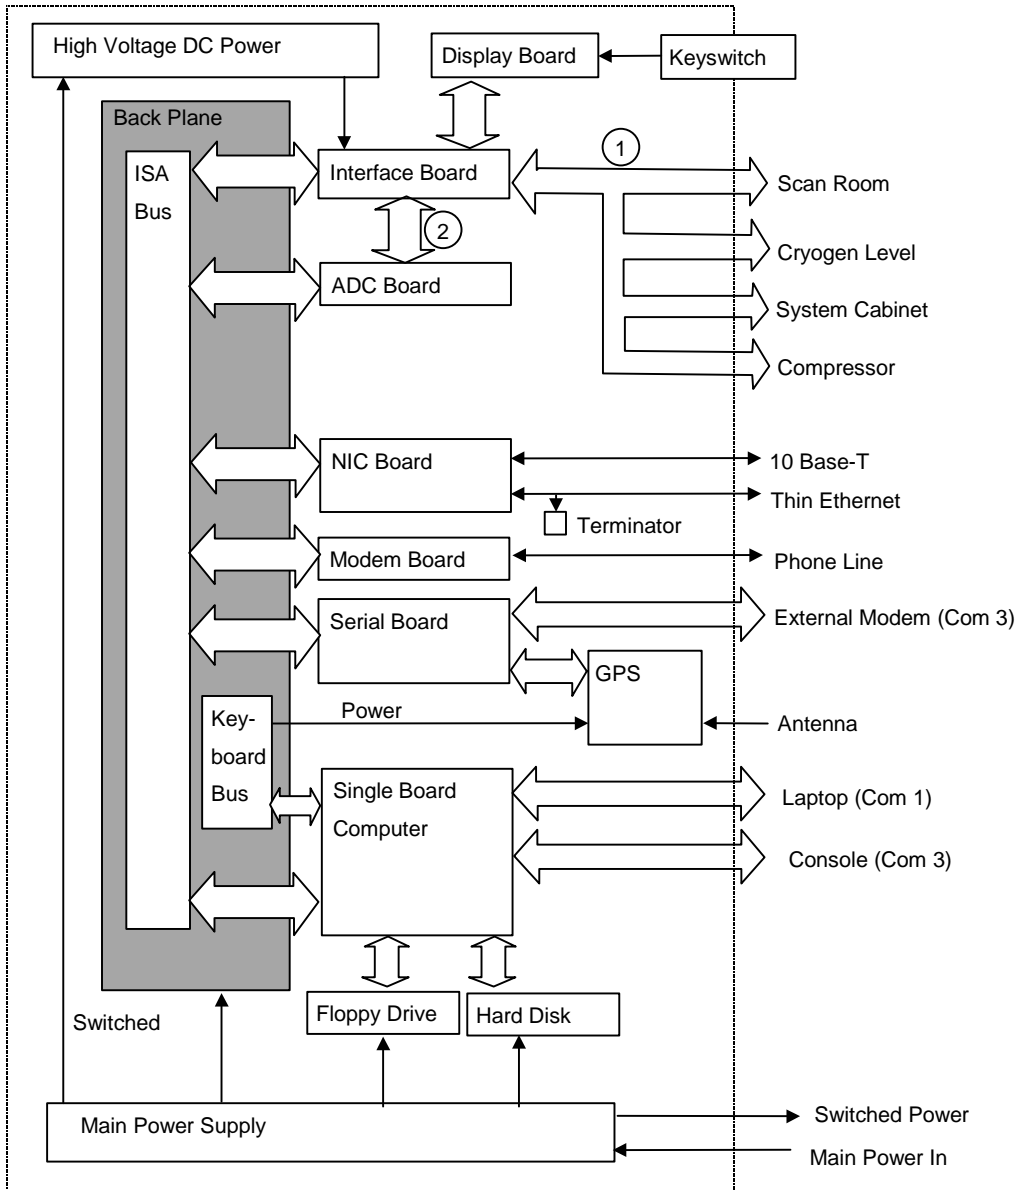 High Voltage DC Power
Display Board
Keyswitch
Back Plane
ISA
Bus
Interface Board
1
Scan Room
2
Cryogen Level
ADC Board
System Cabinet
Compressor
NIC Board
10 Base-T
Thin Ethernet
Terminator
Modem Board
Phone Line
Serial Board
External Modem (Com 3)
GPS
Key-
board
Bus
Power
Antenna
Single Board
Computer
Laptop (Com 1)
Console (Com 3)
Floppy Drive
Hard Disk
Switched
Main Power Supply
Switched Power
Main Power In